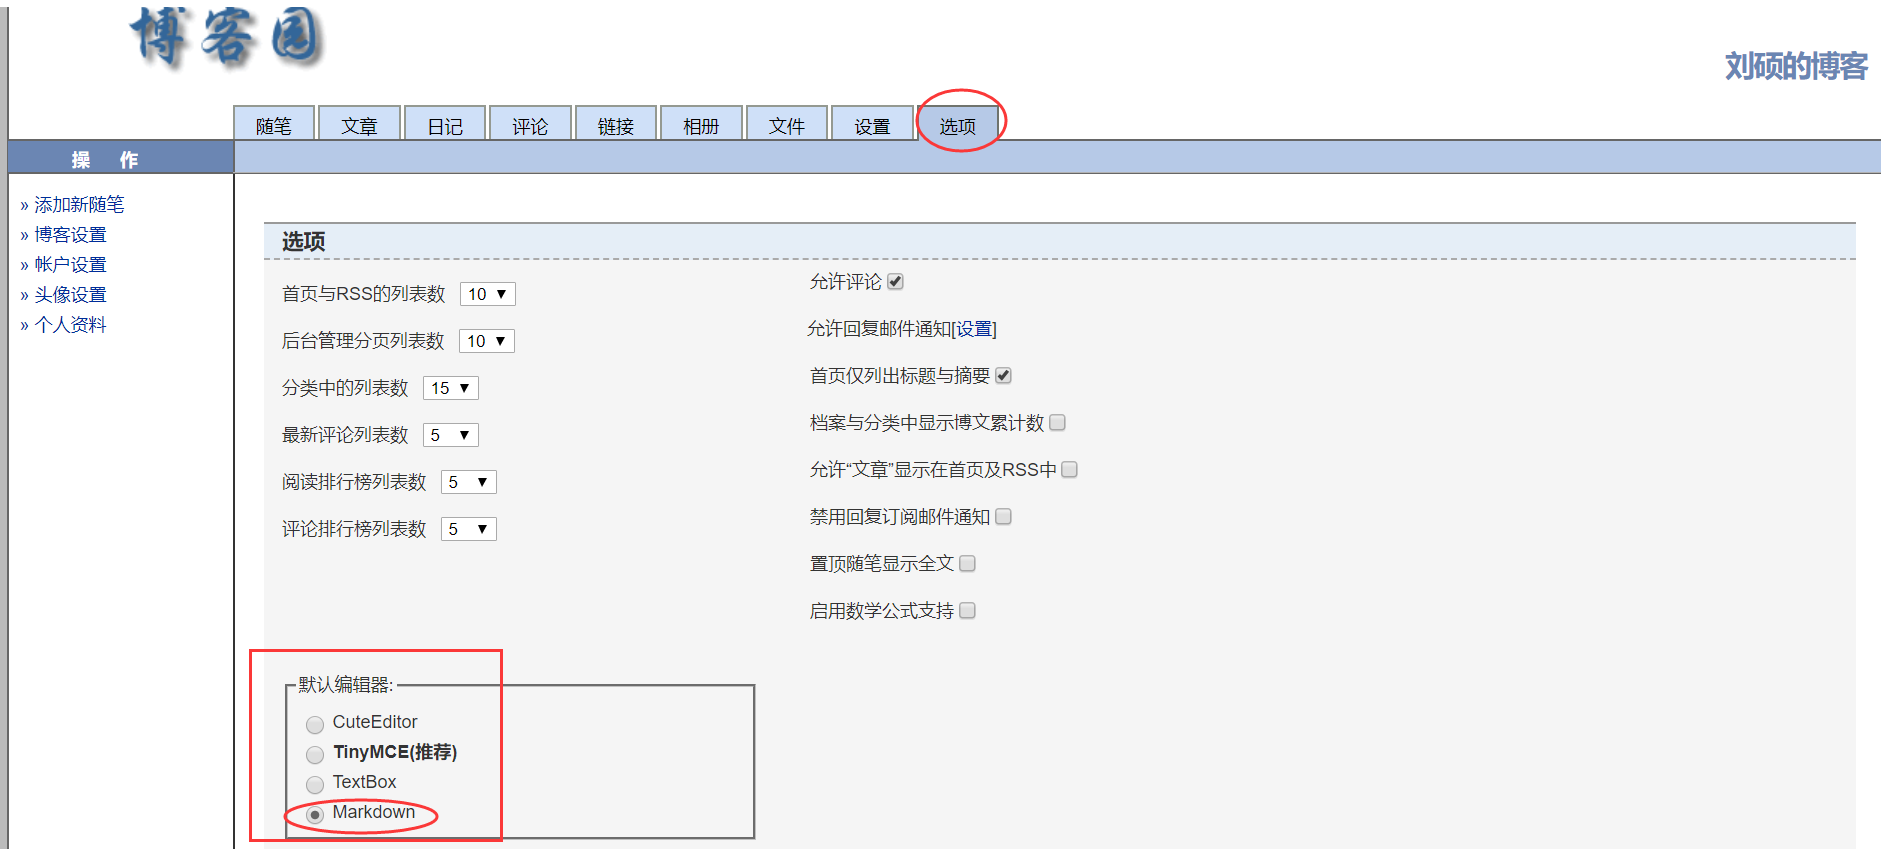 博客园
刘硕的博客
随笔 文章 日记 评论 链接 相册 文件 设置 选项
操 作
» 添加新随笔
» 博客设置
» 帐户设置
» 头像设置
» 个人资料
选项
首页与RSS的列表数 10
后台管理分页列表数 10
分类中的列表数 15
最新评论列表数 5
阅读排行榜列表数 5
评论排行榜列表数 5
允许评论
允许回复邮件通知[设置]
首页仅列出标题与摘要
档案与分类中显示博文累计数
允许“文章”显示在首页及RSS中
禁用回复订阅邮件通知
置顶随笔显示全文
启用数学公式支持
默认编辑器:
CuteEditor
TinyMCE(推荐)
TextBox
Markdown